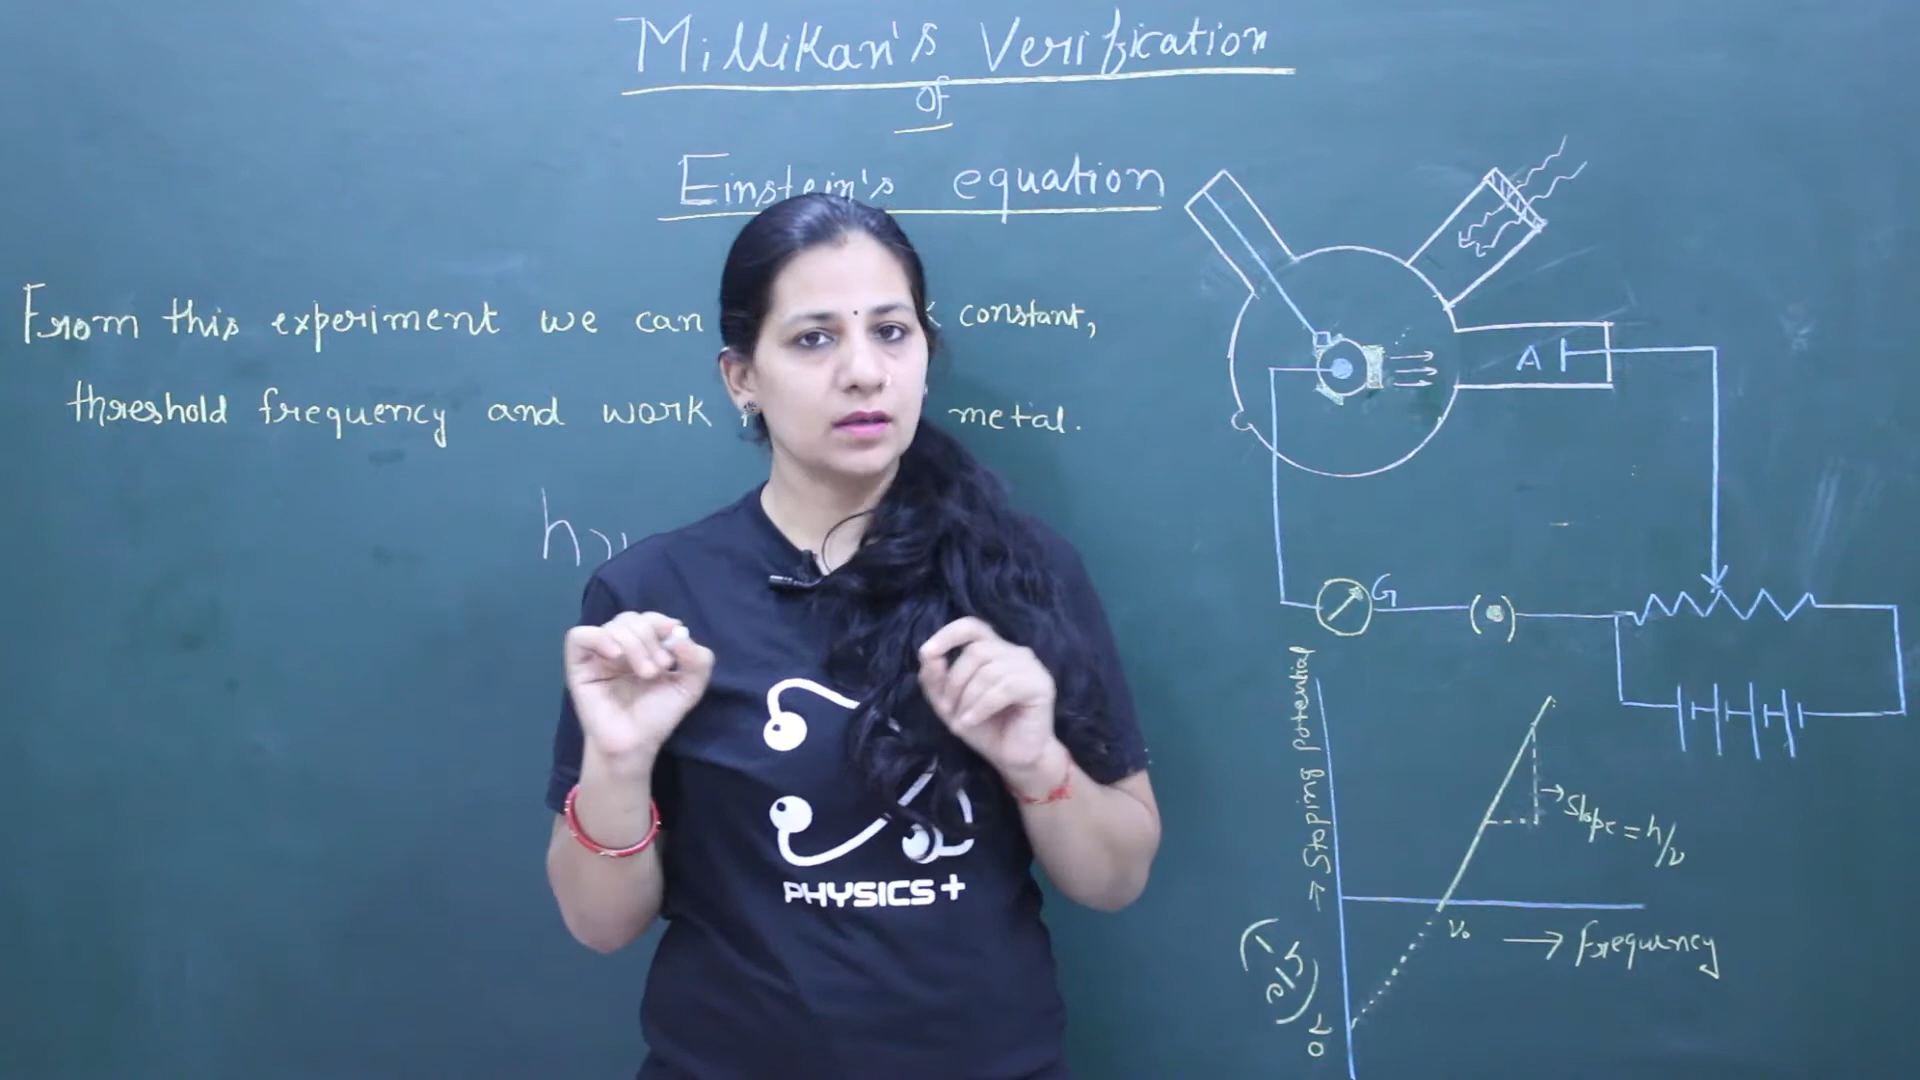 Millikan's Verification
of
Einstein's equation
From this experiment we can constant,
threshold frequency and work metal.
hν
A
G
→ Stoping potential
→ Slope = h/ν
ν₀
→ Frequency
PHYSICS+